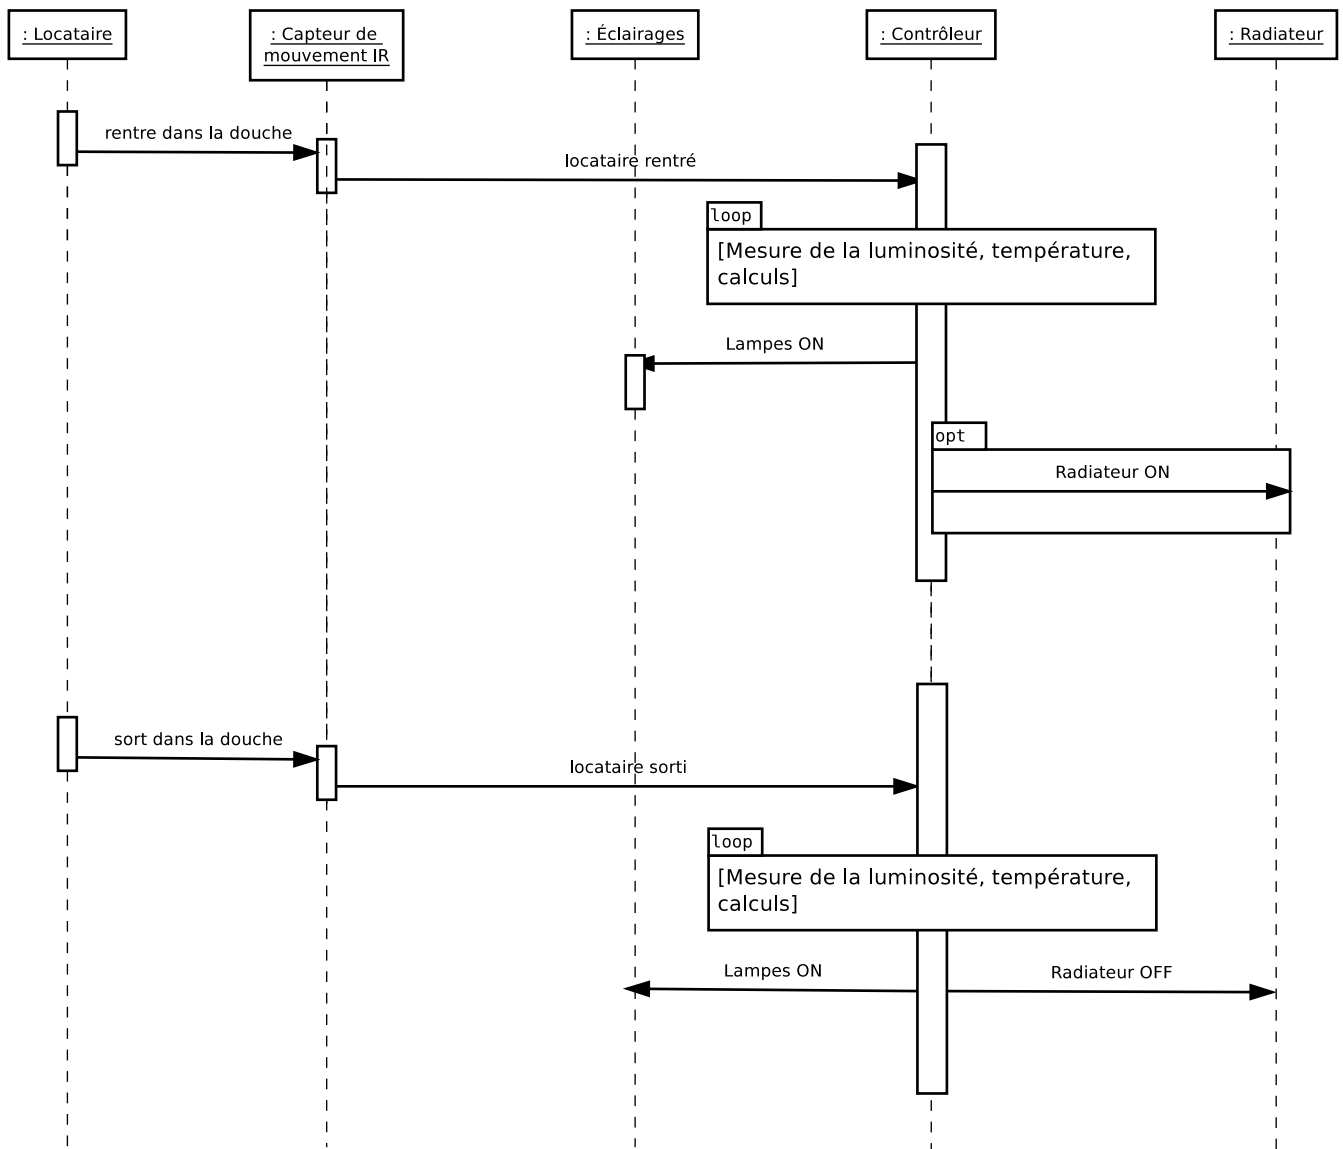 : Locataire
: Capteur de
mouvement IR
: Éclairages
: Contrôleur
: Radiateur
rentre dans la douche
locataire rentré
loop
[Mesure de la luminosité, température,
calculs]
Lampes ON
opt
Radiateur ON
sort dans la douche
locataire sorti
loop
[Mesure de la luminosité, température,
calculs]
Lampes ON
Radiateur OFF